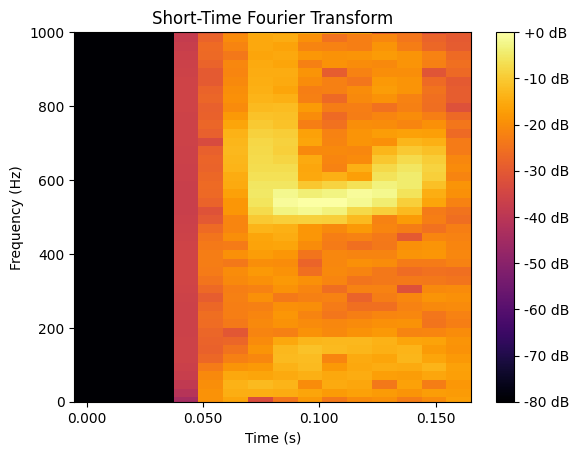 Short-Time Fourier Transform
1000
800
600
400
200
0
Frequency (Hz)
0.000
0.050
0.100
0.150
Time (s)
+0 dB
-10 dB
-20 dB
-30 dB
-40 dB
-50 dB
-60 dB
-70 dB
-80 dB